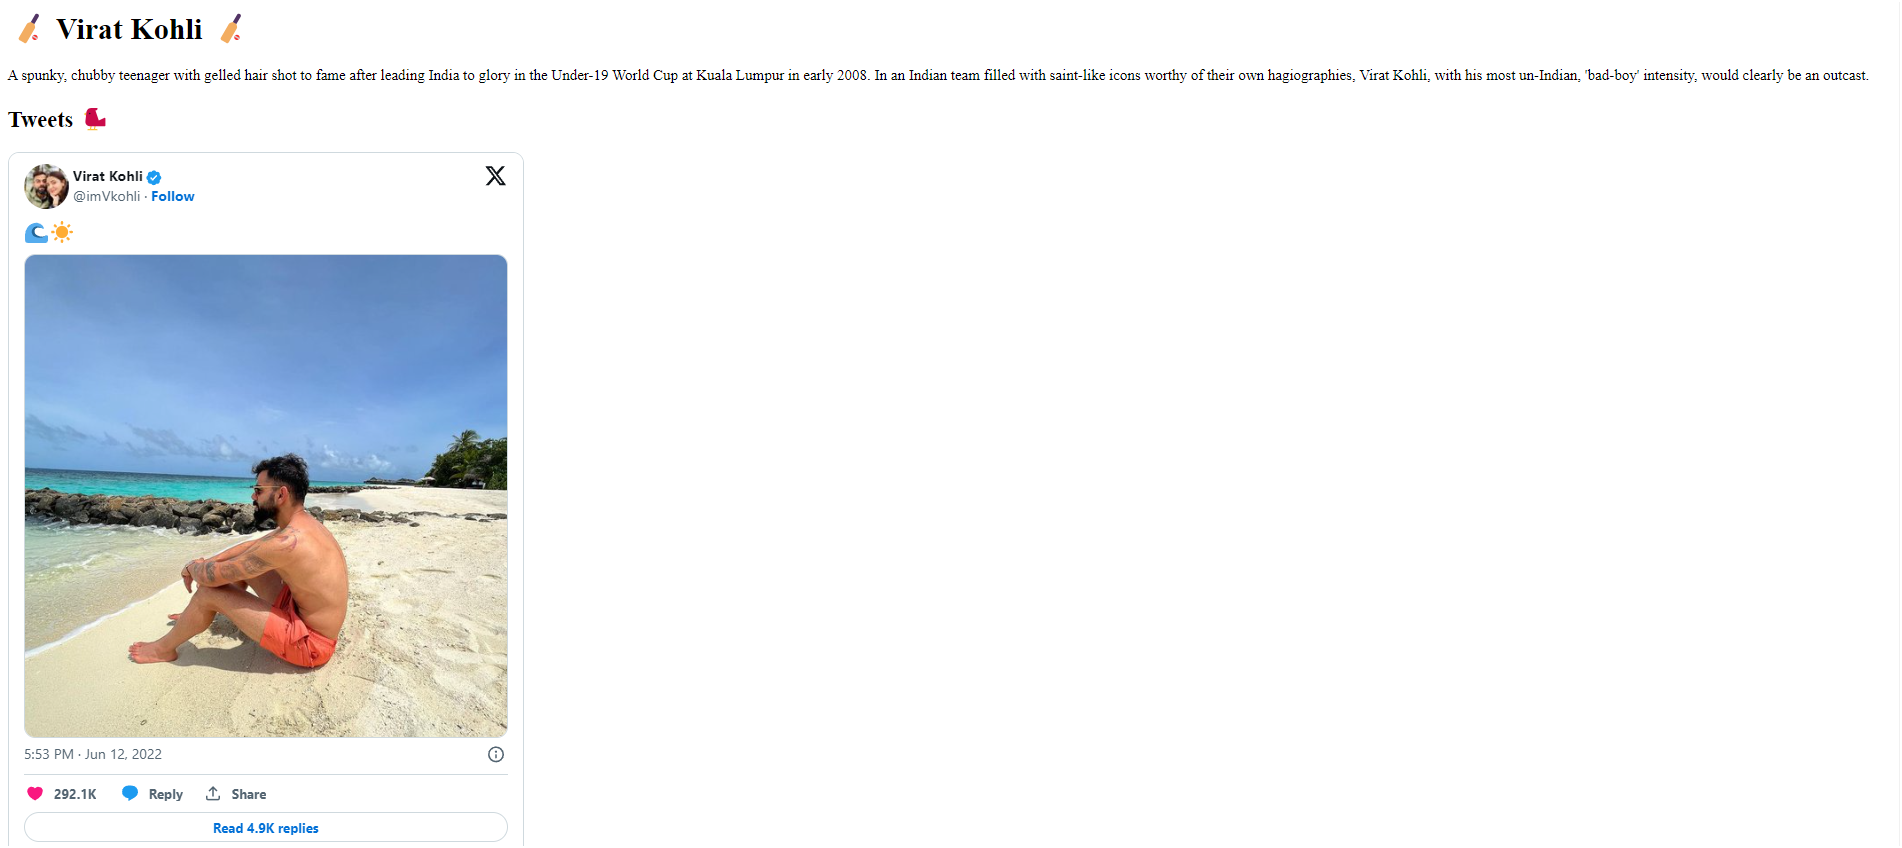 Virat Kohli
A spunky, chubby teenager with gelled hair shot to fame after leading India to glory in the Under-19 World Cup at Kuala Lumpur in early 2008. In an Indian team filled with saint-like icons worthy of their own hagiographies, Virat Kohli, with his most un-Indian, 'bad-boy' intensity, would clearly be an outcast.
Tweets
Virat Kohli
@imVkohli · Follow
5:53 PM · Jun 12, 2022
292.1K Reply Share
Read 4.9K replies